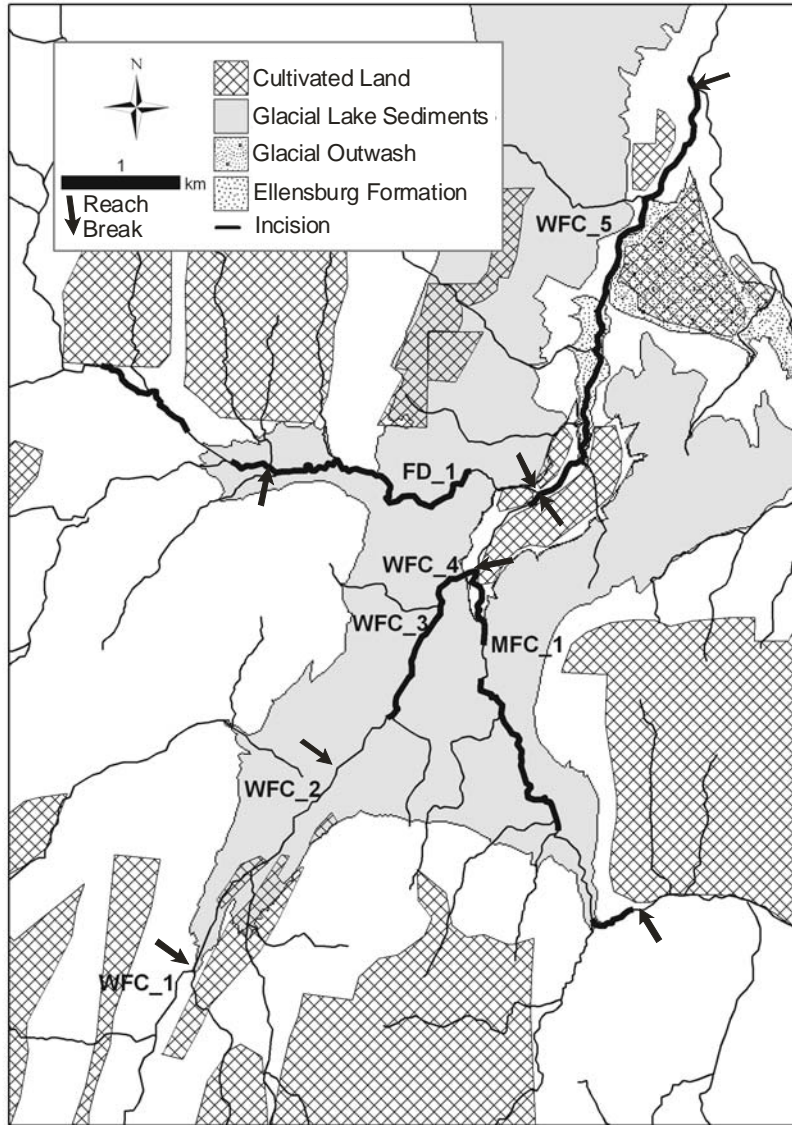 N
1
km
Reach
Break
Cultivated Land
Glacial Lake Sediments
Glacial Outwash
Ellensburg Formation
Incision
WFC_5
FD_1
WFC_4
WFC_3
MFC_1
WFC_2
WFC_1